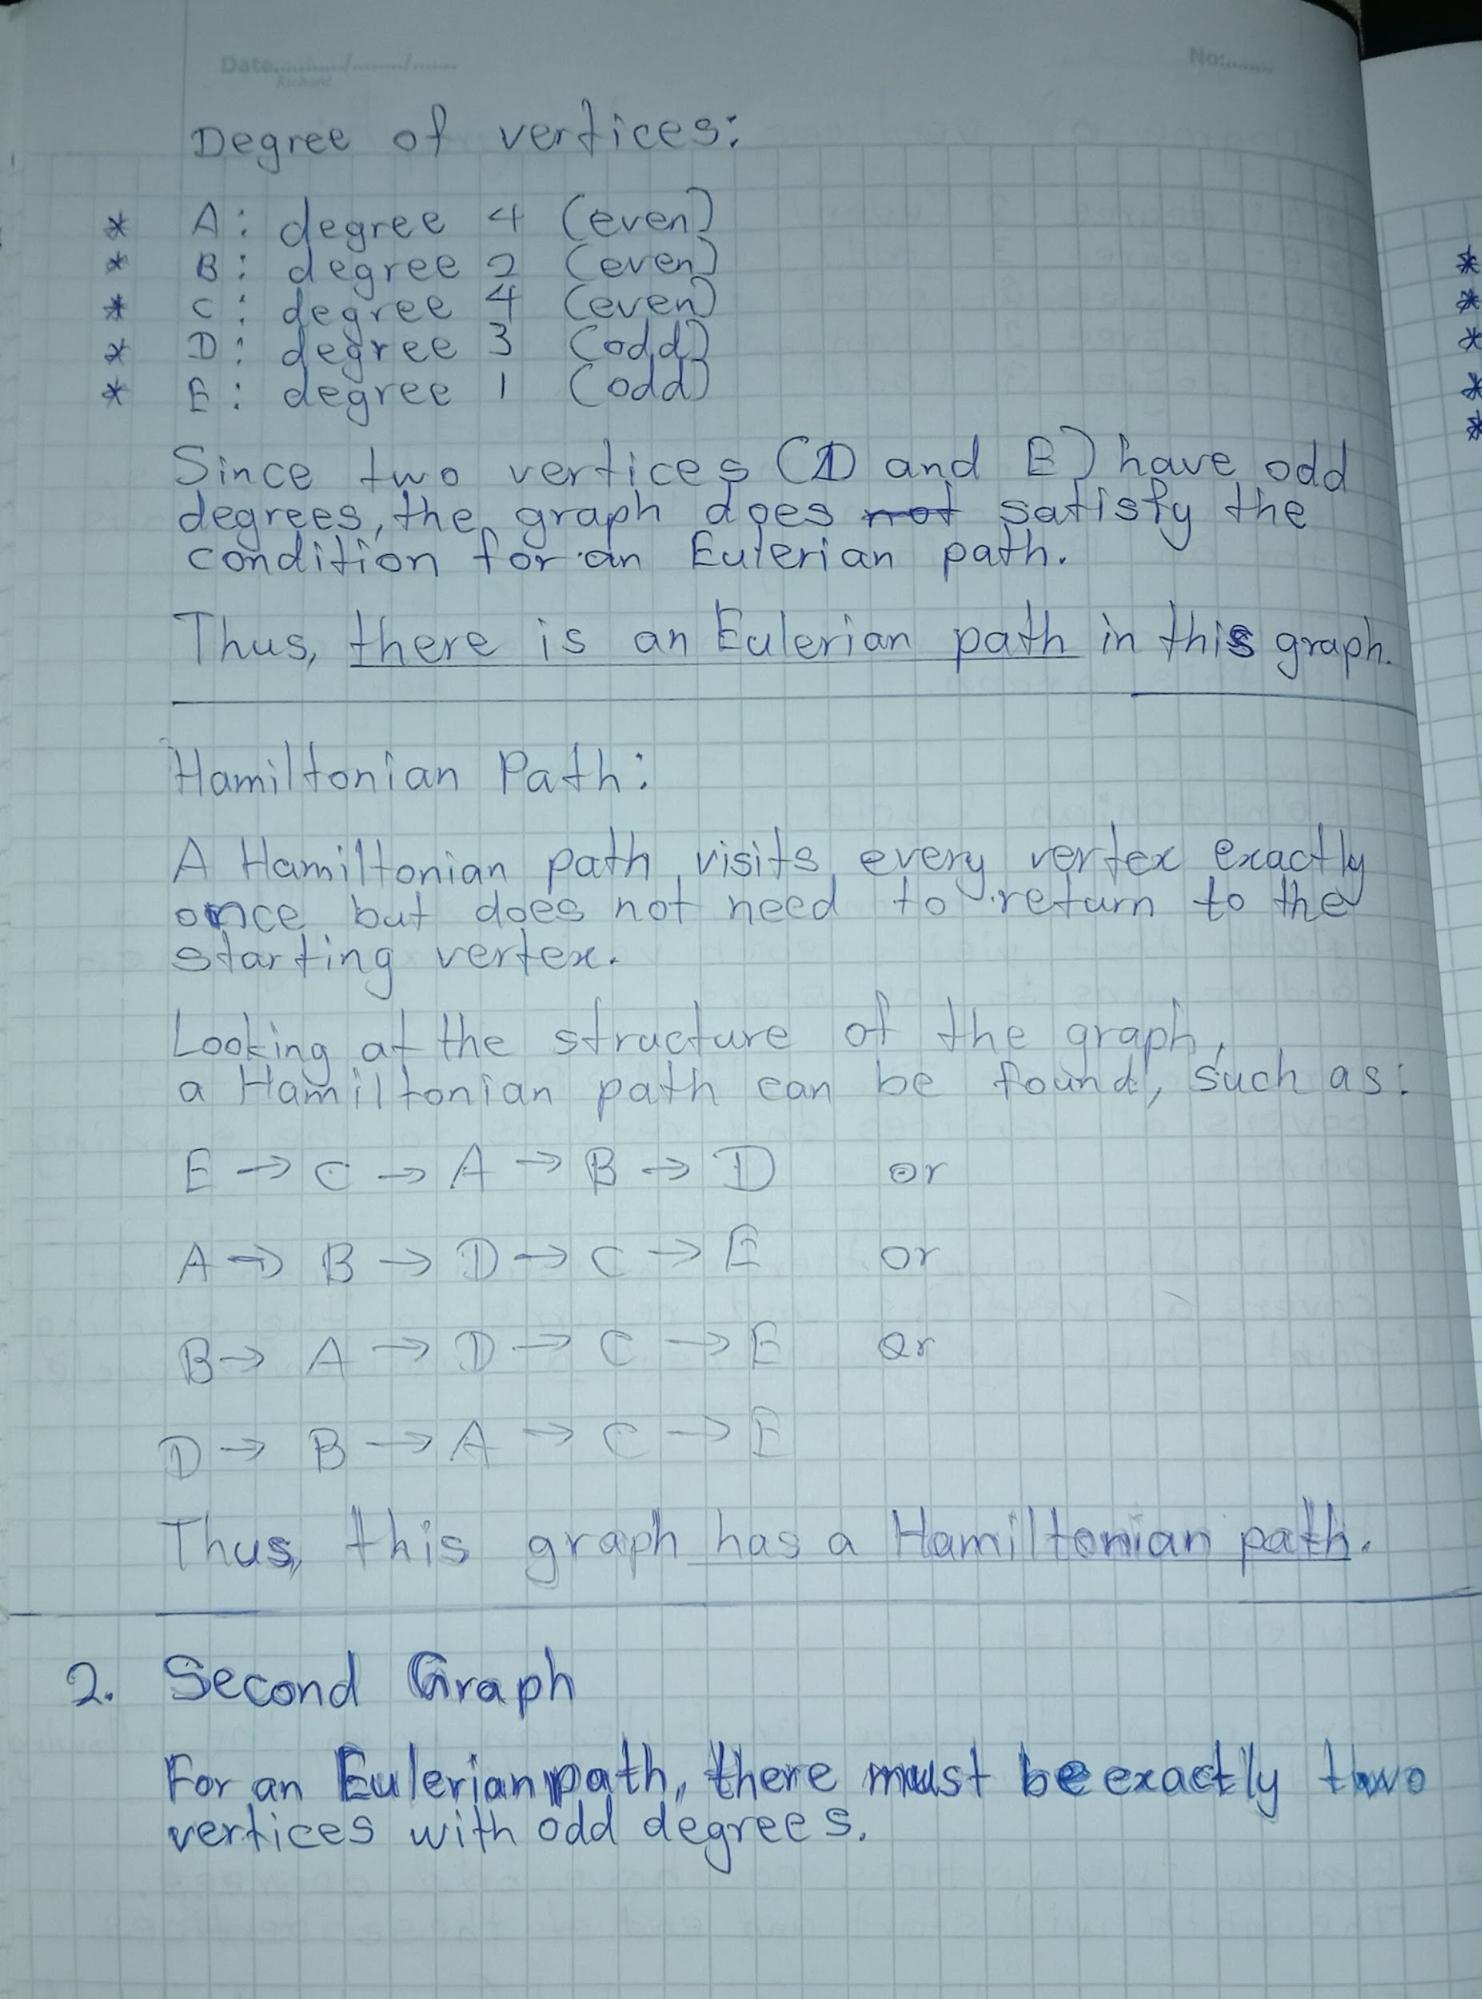 Date............/........./.......
Richard
No:.......
Degree of vertices:
* A: degree 4 (even)
* B: degree 2 (even)
* C: degree 4 (even)
* D: degree 3 (odd)
* E: degree 1 (odd)
Since two vertices (D and E) have odd
degrees, the graph does not satisfy the
condition for an Eulerian path.
Thus, there is an Eulerian path in this graph.
Hamiltonian Path:
A Hamiltonian path visits every vertex exactly
once but does not need to return to the
starting vertex.
Looking at the structure of the graph,
a Hamiltonian path can be found, such as:
E → C → A → B → D or
A → B → D → C → E or
B → A → D → C → E or
D → B → A → C → E
Thus, this graph has a Hamiltonian path.
2. Second Graph
For an Eulerian path, there must be exactly two
vertices with odd degrees.
*
*
*
*
*